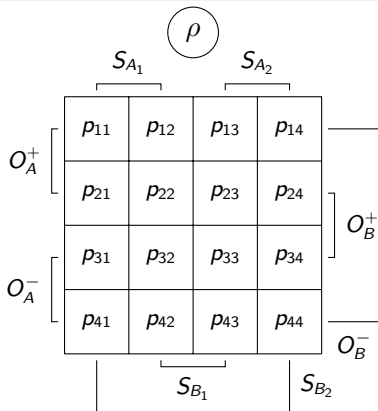 ρ
S_{A_1} S_{A_2}
p_{11} p_{12} p_{13} p_{14}
O_A^+
p_{21} p_{22} p_{23} p_{24}
O_B^+
p_{31} p_{32} p_{33} p_{34}
O_A^-
p_{41} p_{42} p_{43} p_{44}
O_B^-
S_{B_1} S_{B_2}